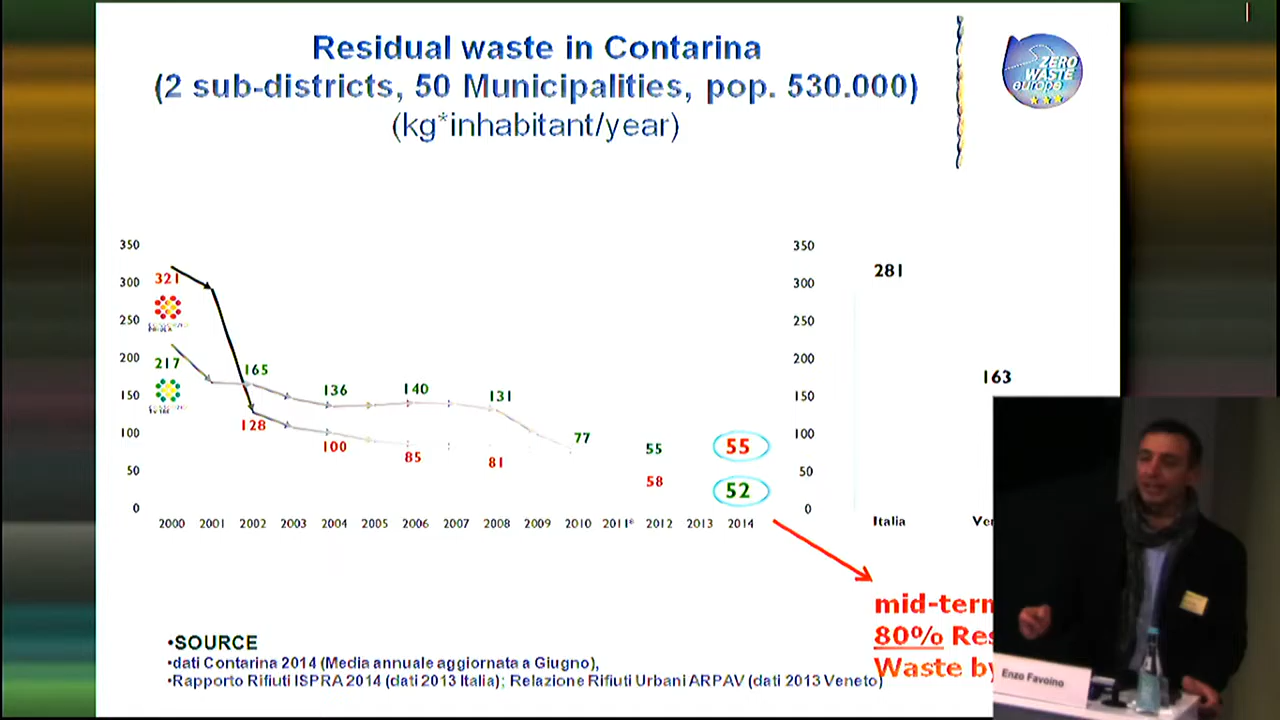 Residual waste in Contarina
(2 sub-districts, 50 Municipalities, pop. 530.000)
(kg*inhabitant/year)
ZERO
WASTE
europe
350
300
250
200
150
100
50
0
321
217
165
136
140
131
77
55
55
128
100
85
81
58
52
2000 2001 2002 2003 2004 2005 2006 2007 2008 2009 2010 2011* 2012 2013 2014
350
300
250
200
150
100
50
0
281
163
Italia
mid-term
80%
Waste
•SOURCE
•dati Contarina 2014 (Media annuale aggiornata a Giugno),
•Rapporto Rifiuti ISPRA 2014 (dati 2013 Italia); Relazione Rifiuti Urbani ARPAV (dati 2013 Veneto)
Enzo Favoino